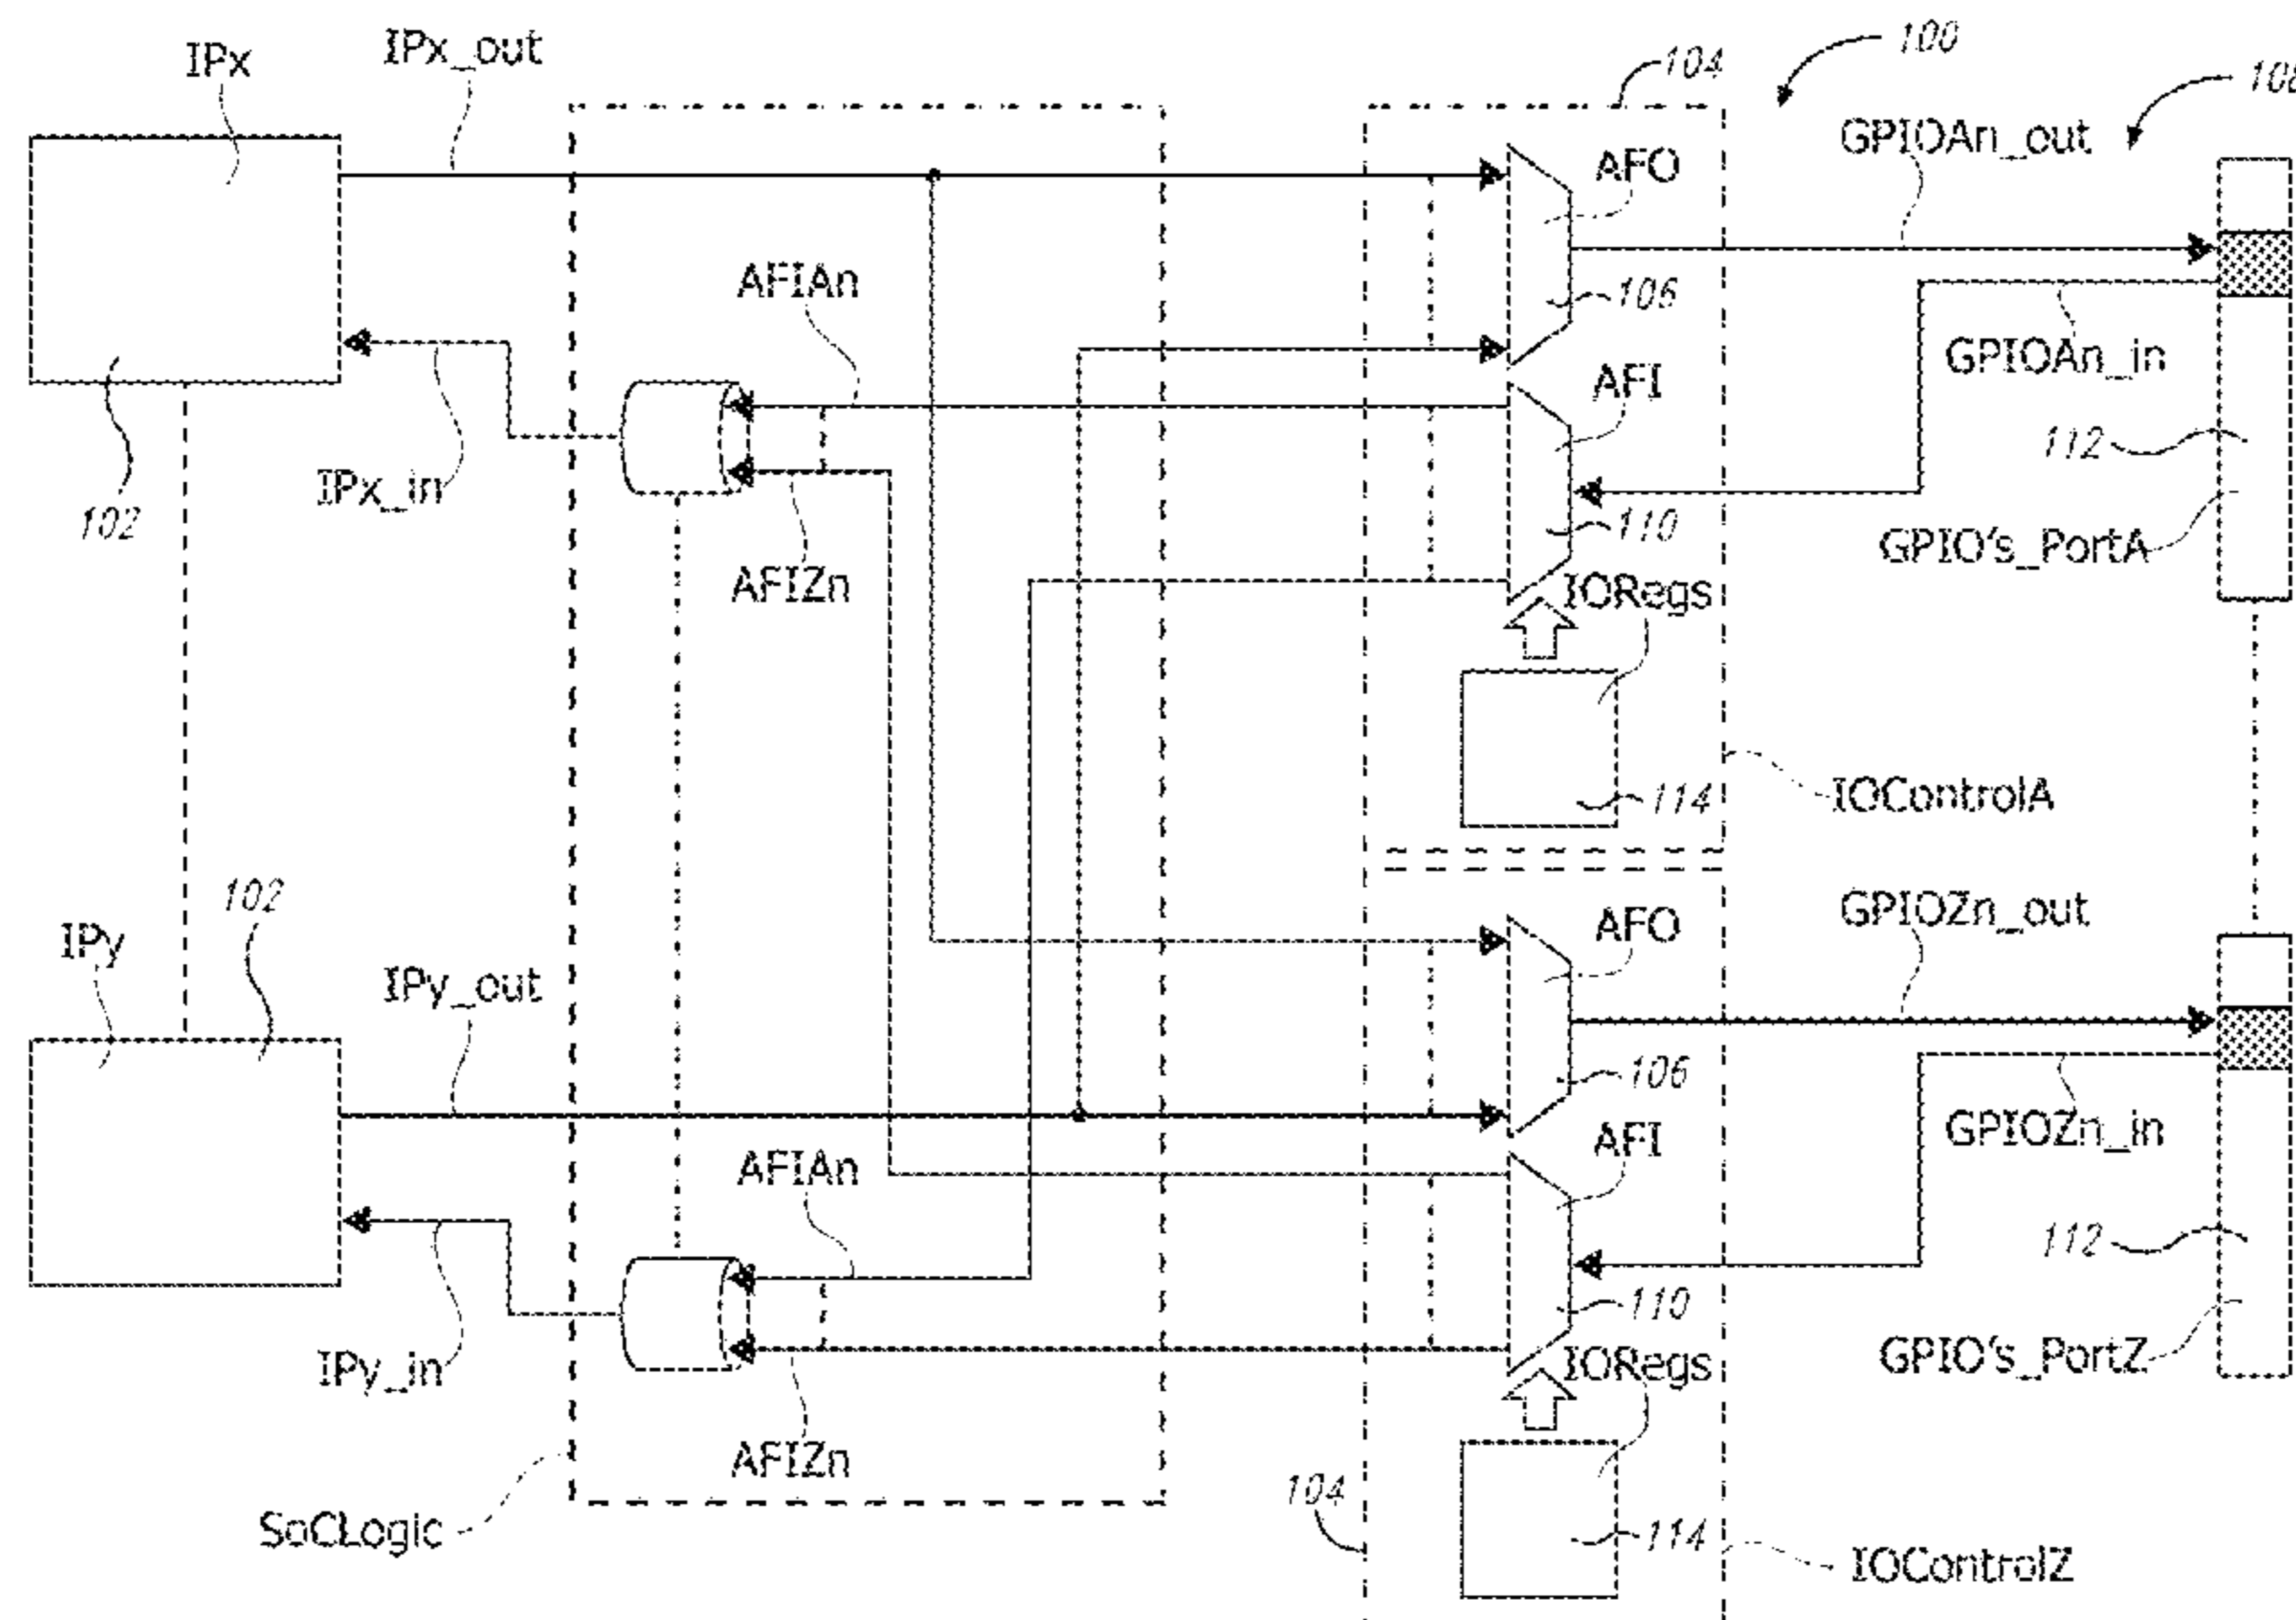 IPx
IPx_out
104
100
108
AFO
GPIOAn_out
AFIAn
106
GPIOAn_in
AFI
112
IPx_in
102
110
GPIO's_PortA
AFIZn
IORegs
114
IOControlA
102
IPy
IPy_out
AFO
GPIOZn_out
106
GPIOZn_in
AFIAn
AFI
112
110
IPy_in
IORegs
GPIO's_PortZ
AFIZn
104
SoCLogic
114
IOControlZ